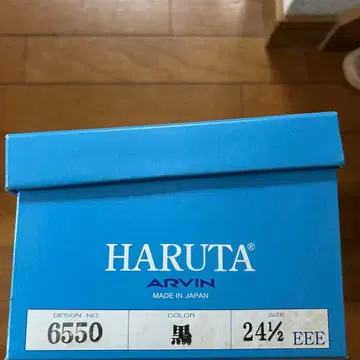 HARUTA®
ARVIN
MADE IN JAPAN
DESIGN NO. COLOR SIZE
6550 黒 24½ EEE